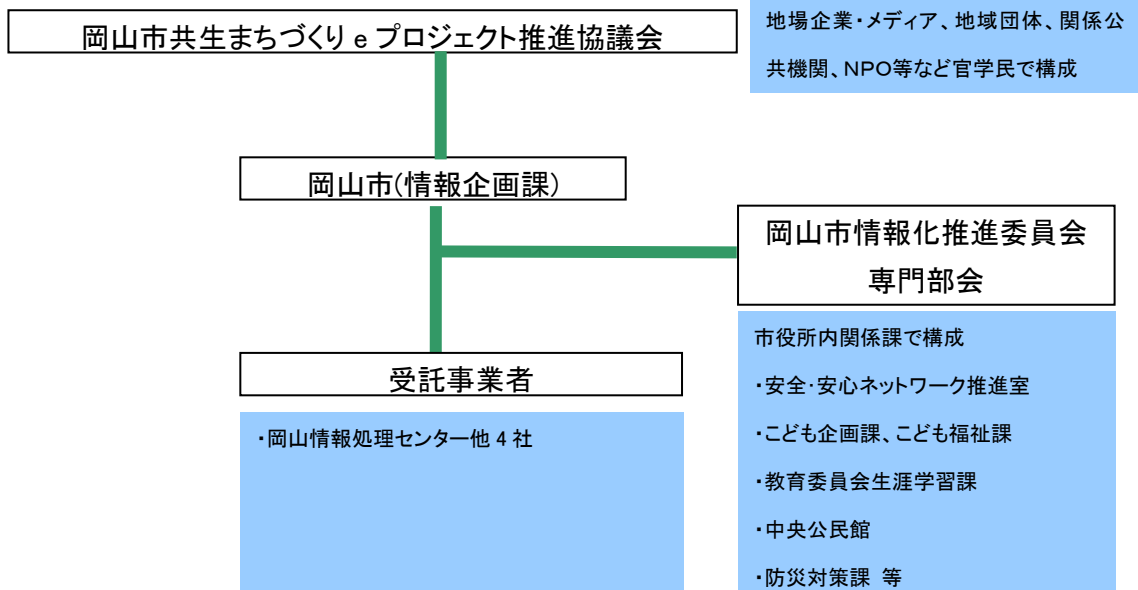 岡山市共生まちづくり e プロジェクト推進協議会
地場企業・メディア、地域団体、関係公
共機関、NPO等など官学民で構成
岡山市(情報企画課)
岡山市情報化推進委員会
専門部会
受託事業者
・岡山情報処理センター他 4 社
市役所内関係課で構成
・安全・安心ネットワーク推進室
・こども企画課、こども福祉課
・教育委員会生涯学習課
・中央公民館
・防災対策課 等